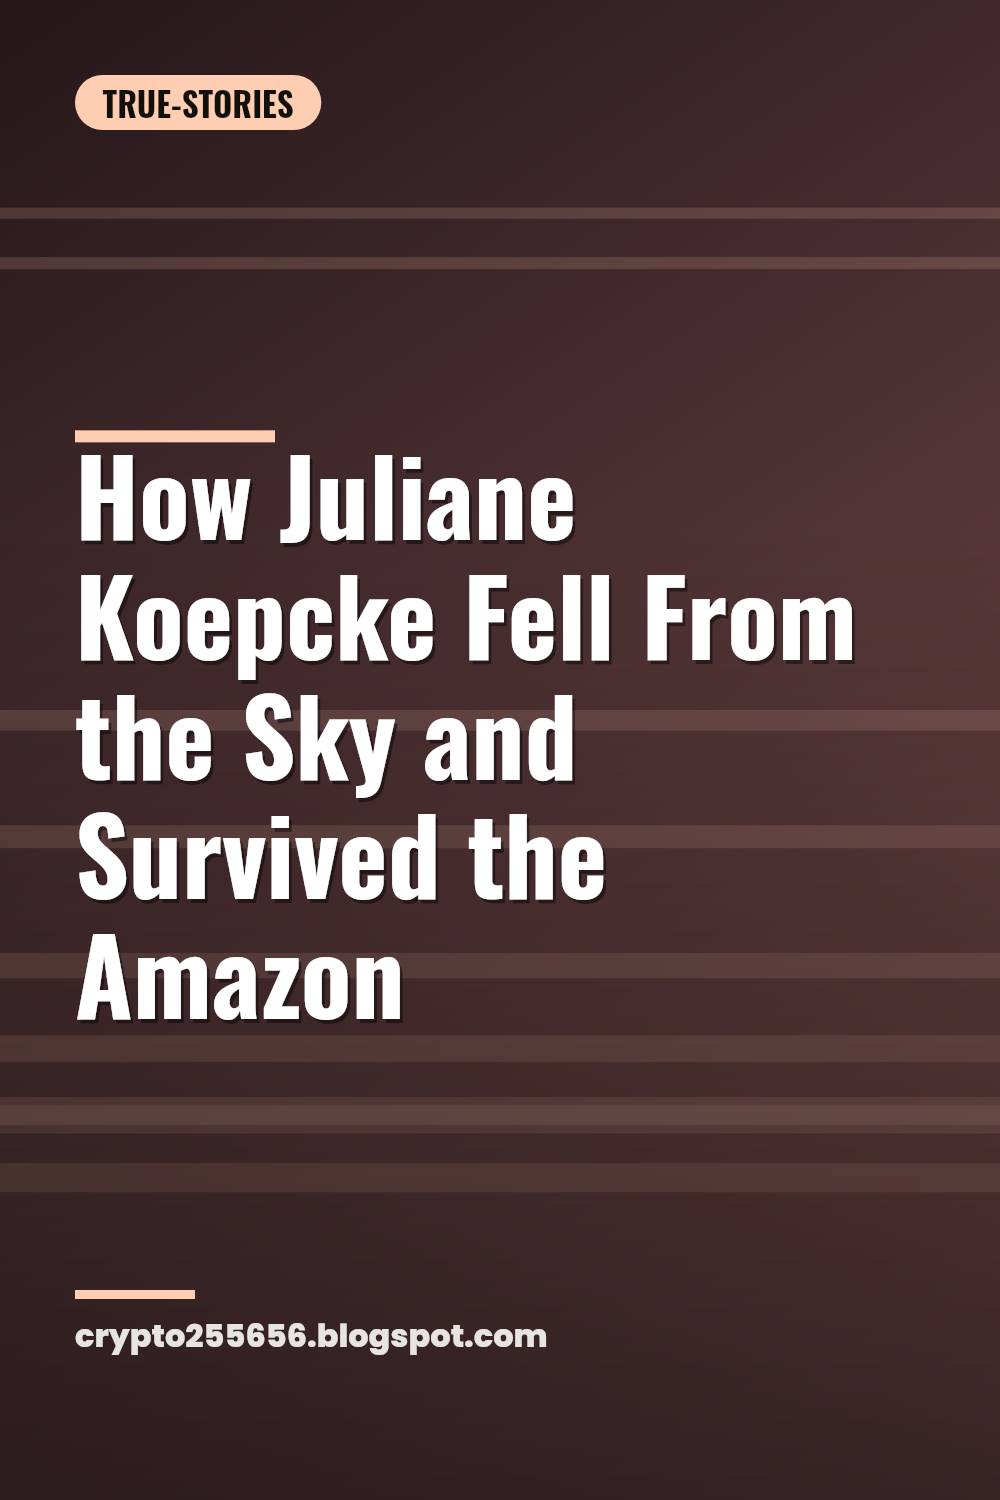 TRUE-STORIES
How Juliane
Koepcke Fell From
the Sky and
Survived the
Amazon
crypto255656.blogspot.com